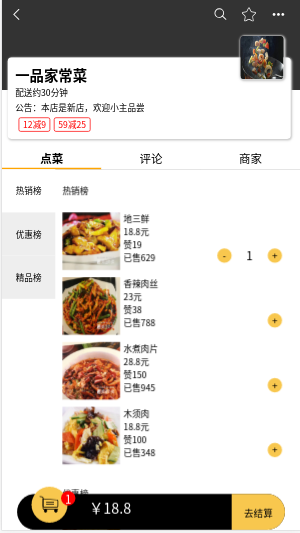 一品家常菜
配送约30分钟
公告：本店是新店，欢迎小主品尝
12减9 59减25
点菜 评论 商家
热销榜 热销榜
优惠榜
精品榜
地三鲜
18.8元
赞19
已售629
- 1 +
香辣肉丝
23元
赞38
已售788
+
水煮肉片
28.8元
赞150
已售945
+
木须肉
18.8元
赞100
已售348
+
优惠榜
1
￥18.8
去结算